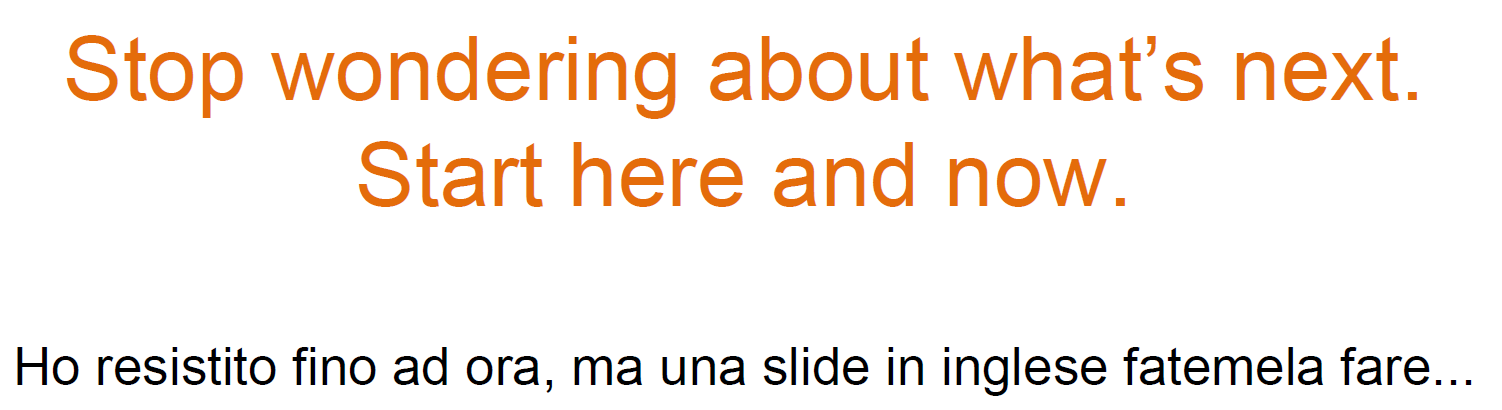 Stop wondering about what’s next.
Start here and now.
Ho resistito fino ad ora, ma una slide in inglese fatemela fare...